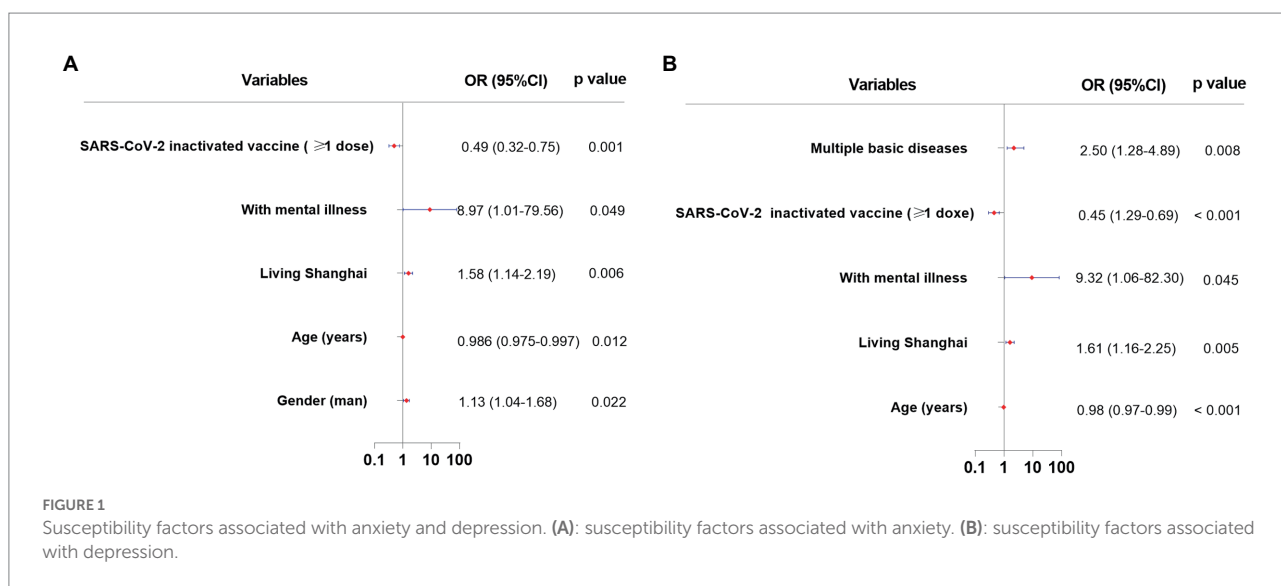 A
Variables OR (95%CI) p value
SARS-CoV-2 inactivated vaccine ( ⩾1 dose) 0.49 (0.32-0.75) 0.001
With mental illness 8.97 (1.01-79.56) 0.049
Living Shanghai 1.58 (1.14-2.19) 0.006
Age (years) 0.986 (0.975-0.997) 0.012
Gender (man) 1.13 (1.04-1.68) 0.022
0.1 1 10 100
B
Variables OR (95%CI) p value
Multiple basic diseases 2.50 (1.28-4.89) 0.008
SARS-CoV-2 inactivated vaccine (⩾1 doxe) 0.45 (1.29-0.69) < 0.001
With mental illness 9.32 (1.06-82.30) 0.045
Living Shanghai 1.61 (1.16-2.25) 0.005
Age (years) 0.98 (0.97-0.99) < 0.001
0.1 1 10 100
FIGURE 1
Susceptibility factors associated with anxiety and depression. (A): susceptibility factors associated with anxiety. (B): susceptibility factors associated
with depression.